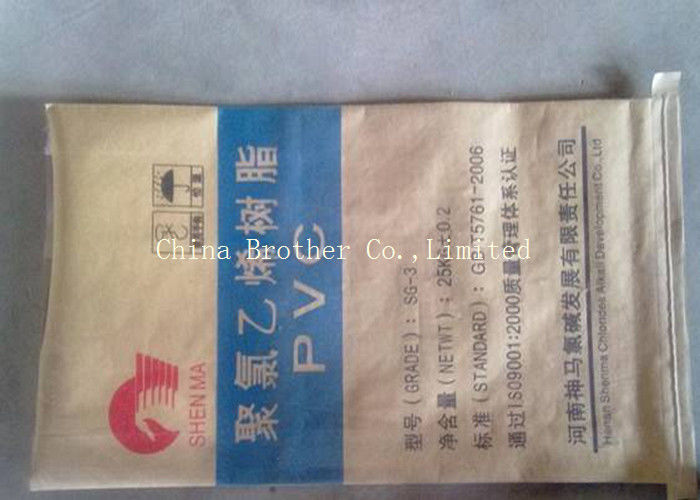 SHEN MA
聚氯乙烯树脂
PVC
型号(GRADE): SG-3
净含量(NETWT): 25KG±0.2
标准(STANDARD): GB/T5761-2006
通过ISO9001:2000质量管理体系认证
河南神马氯碱发展有限责任公司
Henan Shenma Chlorides Alkali Development Co., Ltd
China Brother Co.,Limited